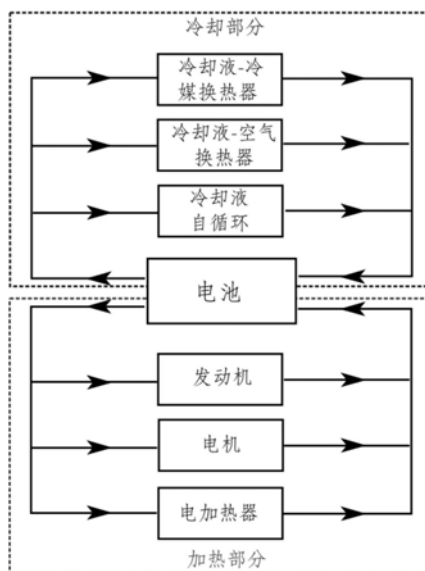 冷却部分
冷却液-冷
媒换热器
冷却液-空气
换热器
冷却液
自循环
电池
发动机
电机
电加热器
加热部分